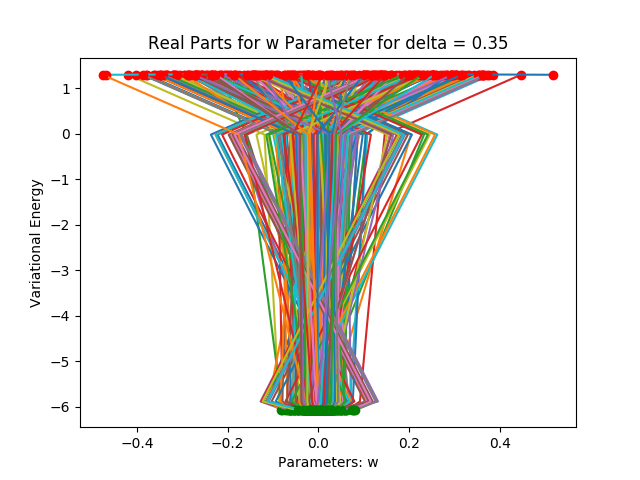 Real Parts for w Parameter for delta = 0.35
Variational Energy
1
0
−1
−2
−3
−4
−5
−6
−0.4 −0.2 0.0 0.2 0.4
Parameters: w